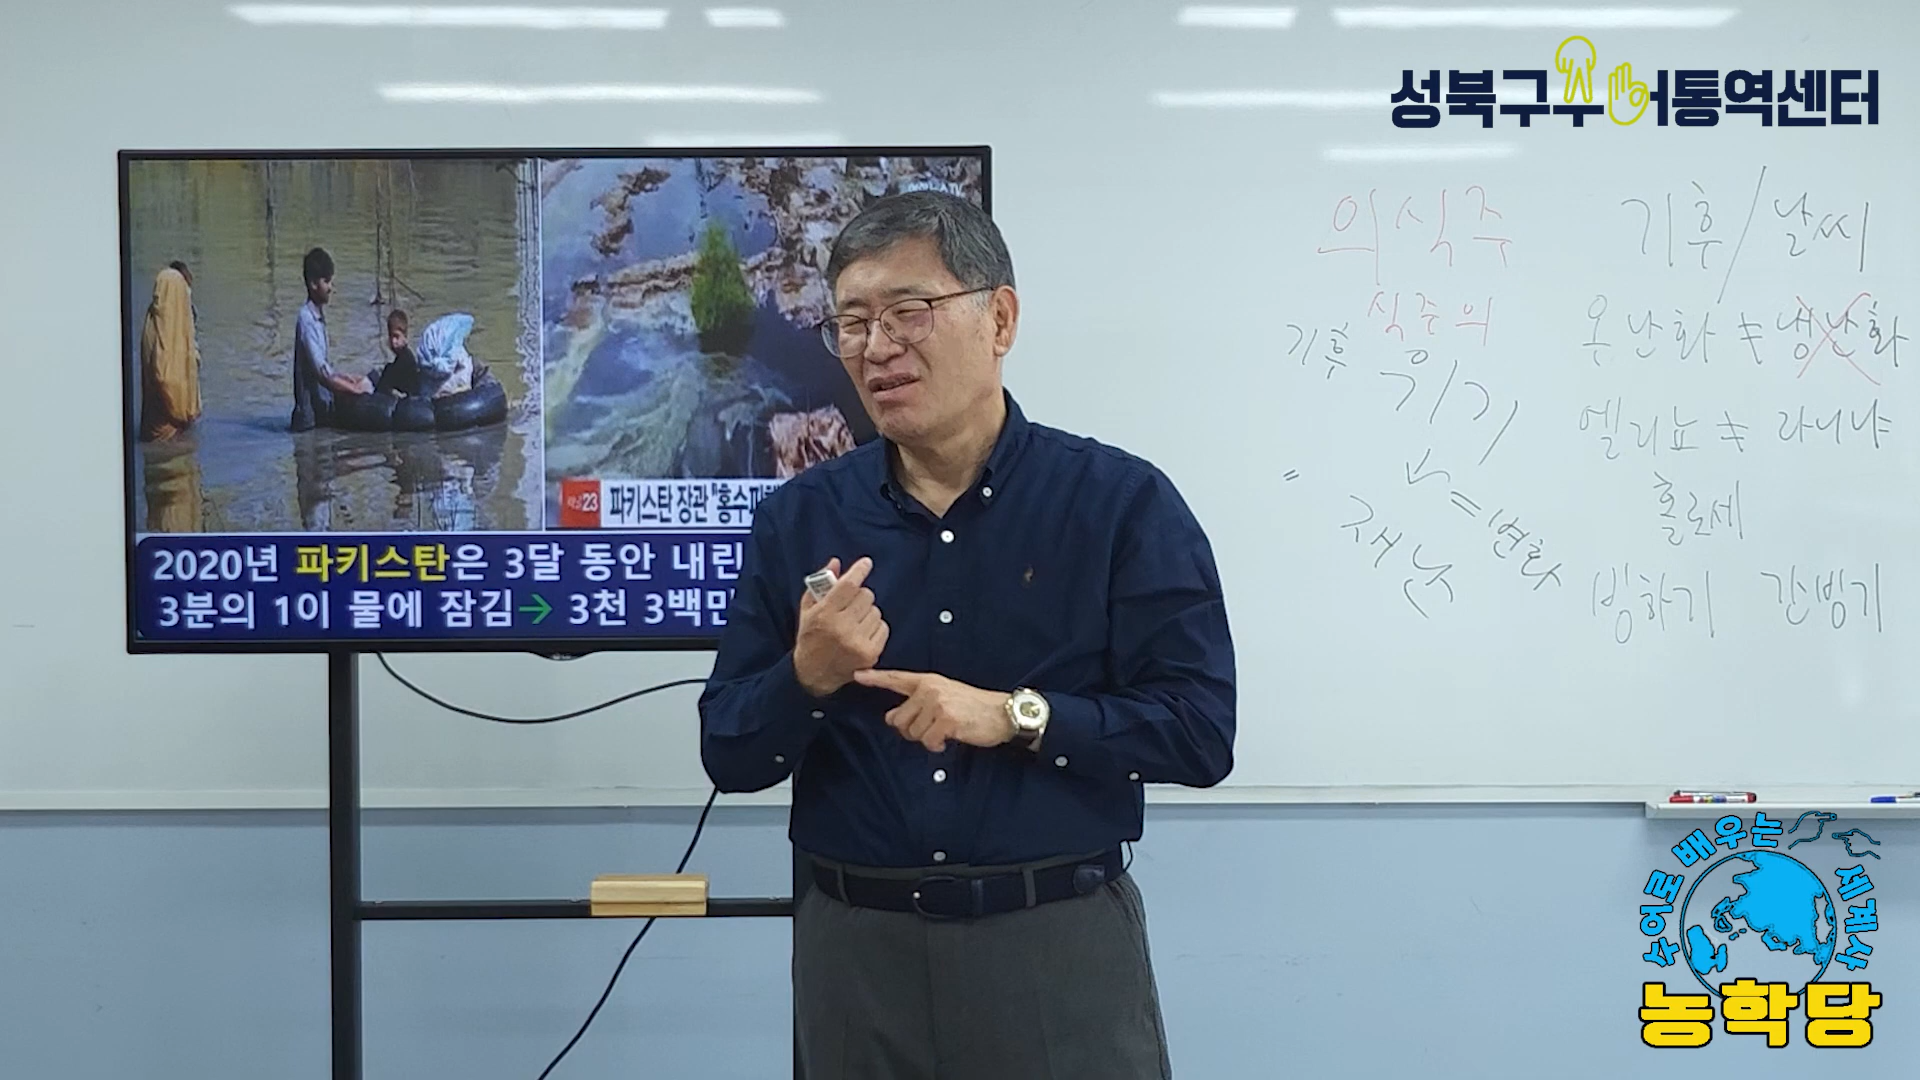 성북구수어통역센터
파키스탄 장관 "홍수피해
2020년 파키스탄은 3달 동안 내린
3분의 1이 물에 잠김→ 3천 3백만
의식주
식주의
기후
기후/날씨
온난화 ≠ 냉난화
엘리뇨 ≠ 라니냐
홀로세
빙하기 간빙기
= 변화
수어로 배우는 세계사
농학당